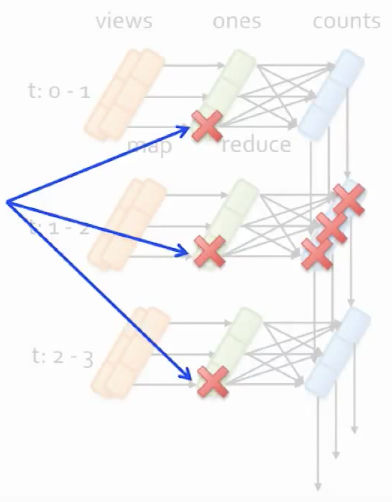 views ones counts
t: 0 - 1
map reduce
t: 1 - 2
t: 2 - 3